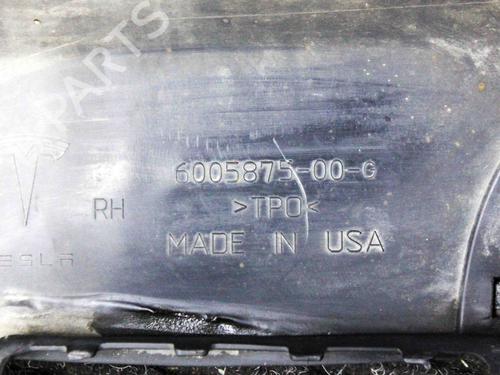 6005875-00-G
RH >TPO<
MADE IN USA